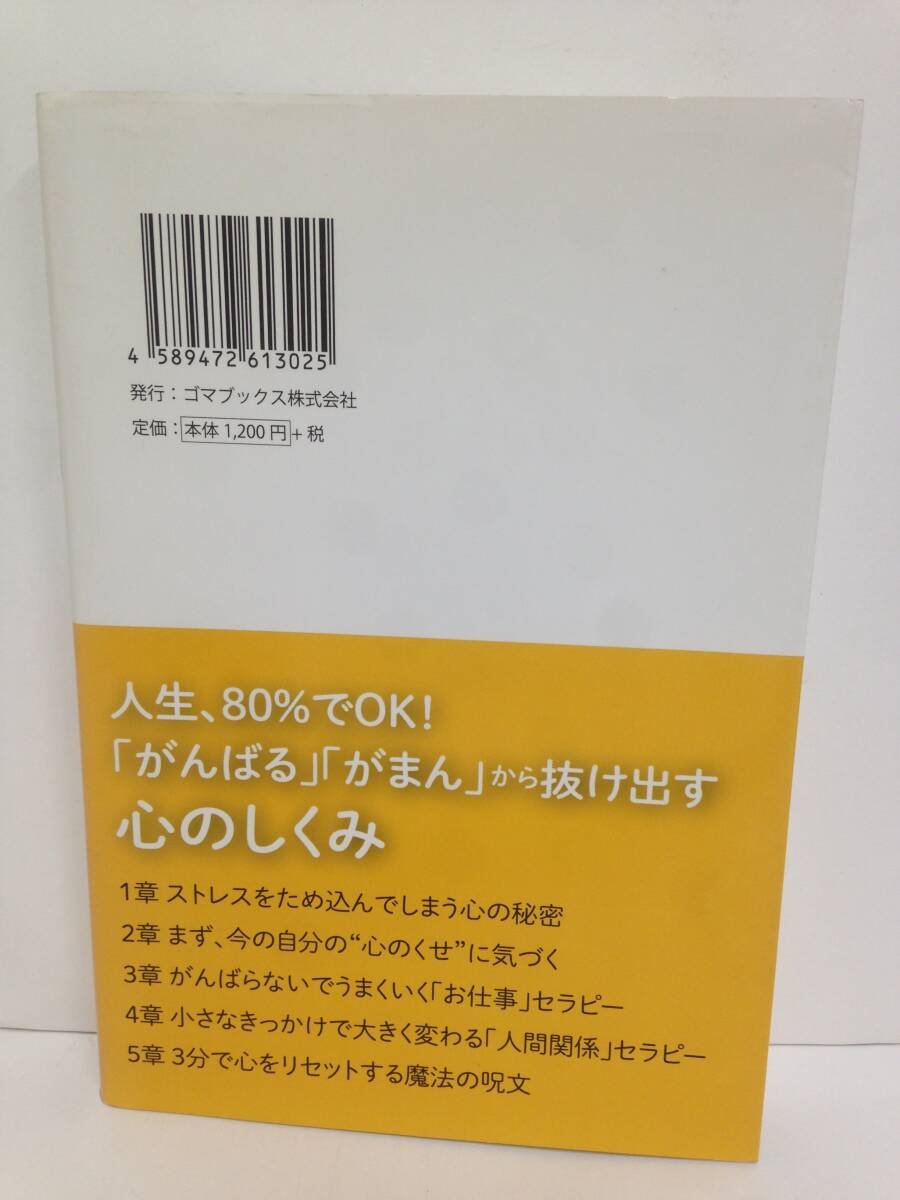 4 589472 613025
発行：ゴマブックス株式会社
定価：本体 1,200 円+ 税
人生、80%でOK！
「がんばる」「がまん」から抜け出す
心のしくみ
1章 ストレスをため込んでしまう心の秘密
2章 まず、今の自分の“心のくせ”に気づく
3章 がんばらないでうまくいく「お仕事」セラピー
4章 小さなきっかけで大きく変わる「人間関係」セラピー
5章 3分で心をリセットする魔法の呪文